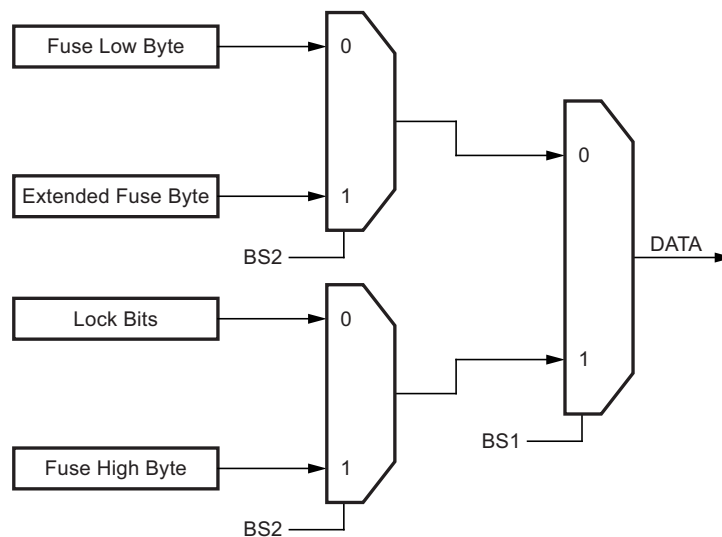 Fuse Low Byte
0
Extended Fuse Byte
1
BS2
0
DATA
Lock Bits
0
1
BS1
Fuse High Byte
1
BS2